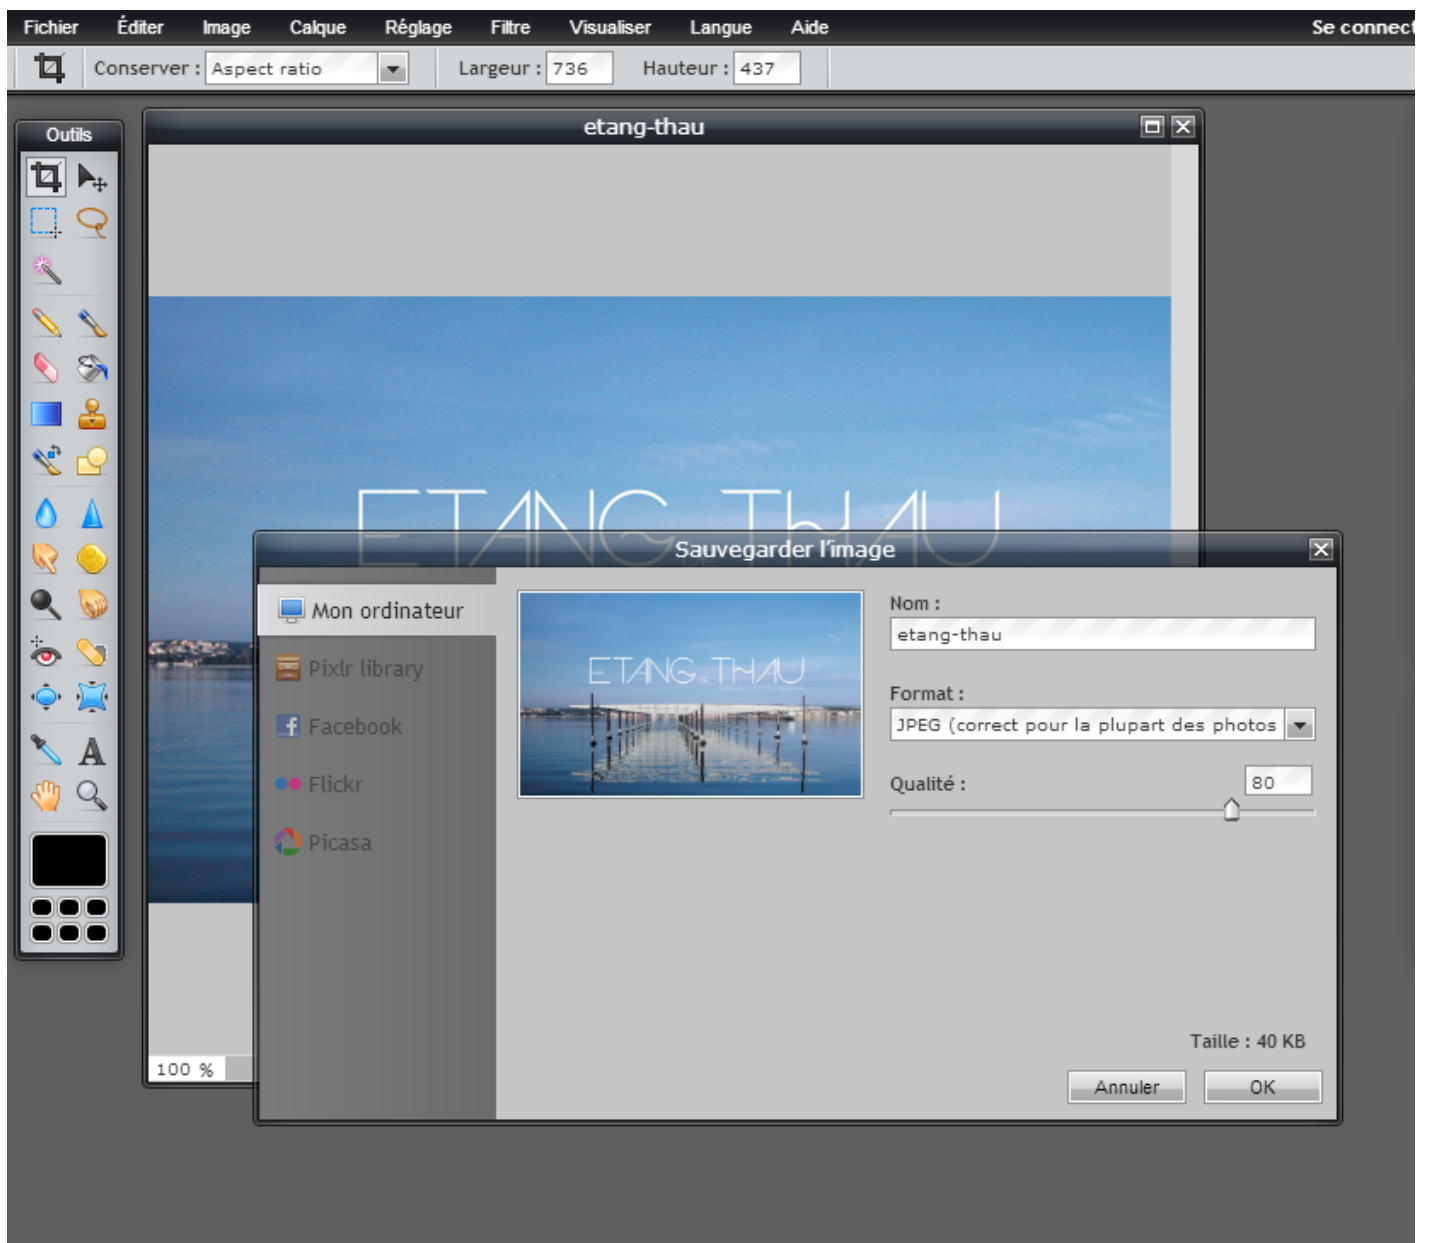 Fichier Éditer Image Calque Réglage Filtre Visualiser Langue Aide Se connect
Conserver : Aspect ratio Largeur : 736 Hauteur : 437
Outils
etang-thau
ETANG THAU
Sauvegarder l'image
Mon ordinateur
Pixlr library
Facebook
Flickr
Picasa
ETANG DE THAU
Nom :
etang-thau
Format :
JPEG (correct pour la plupart des photos
Qualité : 80
Taille : 40 KB
Annuler OK
100 %